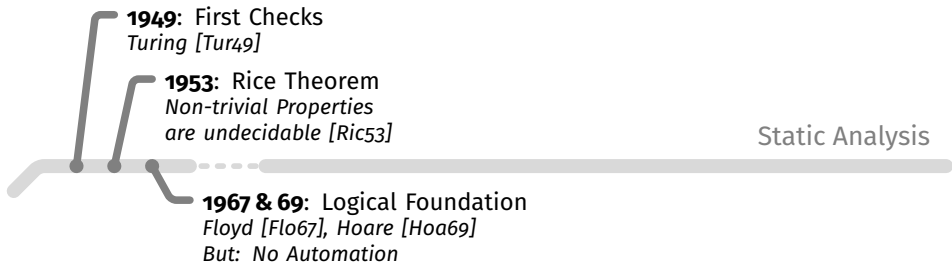 1949: First Checks
Turing [Tur49]
1953: Rice Theorem
Non-trivial Properties
are undecidable [Ric53]
Static Analysis
1967 & 69: Logical Foundation
Floyd [Flo67], Hoare [Hoa69]
But: No Automation